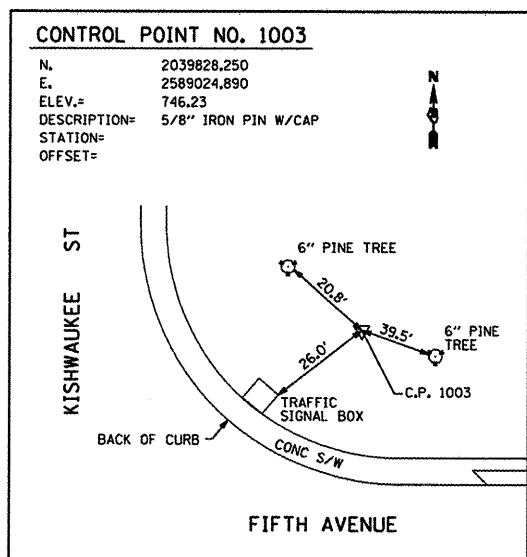 CONTROL POINT NO. 1003
N. 2039828.250
E. 2589024.890
ELEV.= 746.23
DESCRIPTION= 5/8" IRON PIN W/CAP
STATION=
OFFSET=
N
KISHWAUKEE ST
6" PINE TREE
20.8'
39.5'
6" PINE
TREE
26.0'
C.P. 1003
TRAFFIC
SIGNAL BOX
BACK OF CURB
CONC S/W
FIFTH AVENUE